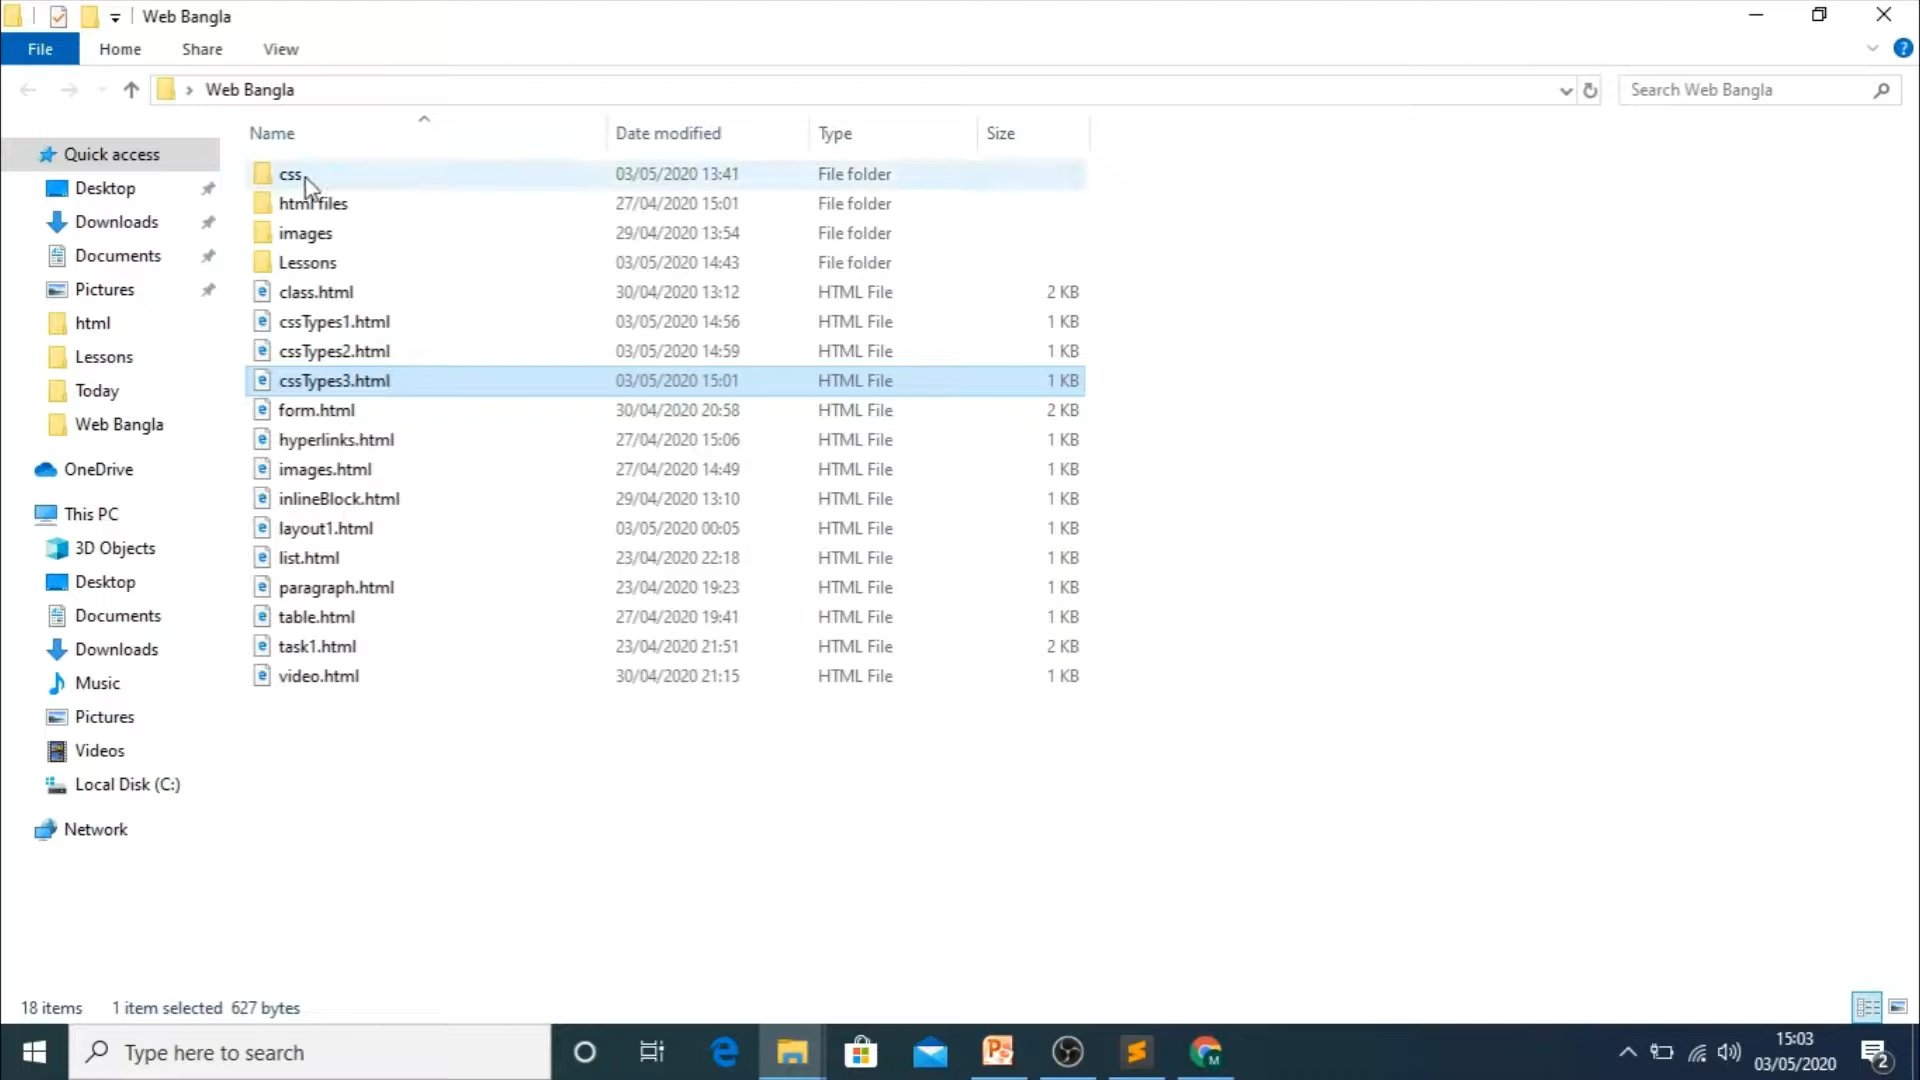 Web Bangla
File Home Share View
Web Bangla Search Web Bangla
Name Date modified Type Size
Quick access
Desktop
Downloads
Documents
Pictures
html
Lessons
Today
Web Bangla
OneDrive
This PC
3D Objects
Desktop
Documents
Downloads
Music
Pictures
Videos
Local Disk (C:)
Network
css 03/05/2020 13:41 File folder
html files 27/04/2020 15:01 File folder
images 29/04/2020 13:54 File folder
Lessons 03/05/2020 14:43 File folder
class.html 30/04/2020 13:12 HTML File 2 KB
cssTypes1.html 03/05/2020 14:56 HTML File 1 KB
cssTypes2.html 03/05/2020 14:59 HTML File 1 KB
cssTypes3.html 03/05/2020 15:01 HTML File 1 KB
form.html 30/04/2020 20:58 HTML File 2 KB
hyperlinks.html 27/04/2020 15:06 HTML File 1 KB
images.html 27/04/2020 14:49 HTML File 1 KB
inlineBlock.html 29/04/2020 13:10 HTML File 1 KB
layout1.html 03/05/2020 00:05 HTML File 1 KB
list.html 23/04/2020 22:18 HTML File 1 KB
paragraph.html 23/04/2020 19:23 HTML File 1 KB
table.html 27/04/2020 19:41 HTML File 1 KB
task1.html 23/04/2020 21:51 HTML File 2 KB
video.html 30/04/2020 21:15 HTML File 1 KB
18 items 1 item selected 627 bytes
Type here to search
15:03
03/05/2020
2